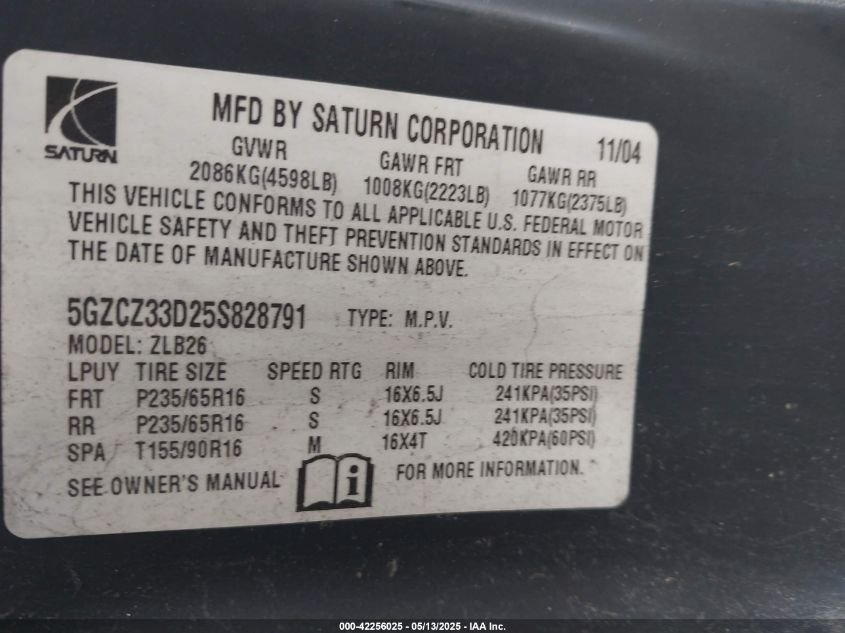 SATURN
MFD BY SATURN CORPORATION 11/04
GVWR GAWR FRT GAWR RR
2086KG(4598LB) 1008KG(2223LB) 1077KG(2375LB)
THIS VEHICLE CONFORMS TO ALL APPLICABLE U.S. FEDERAL MOTOR
VEHICLE SAFETY AND THEFT PREVENTION STANDARDS IN EFFECT ON
THE DATE OF MANUFACTURE SHOWN ABOVE.
5GZCZ33D25S828791 TYPE: M.P.V.
MODEL: ZLB26
LPUY TIRE SIZE SPEED RTG RIM COLD TIRE PRESSURE
FRT P235/65R16 S 16X6.5J 241KPA(35PSI)
RR P235/65R16 S 16X6.5J 241KPA(35PSI)
SPA T155/90R16 M 16X4T 420KPA(60PSI)
SEE OWNER'S MANUAL i FOR MORE INFORMATION.
000-42256025 - 05/13/2025 - IAA Inc.